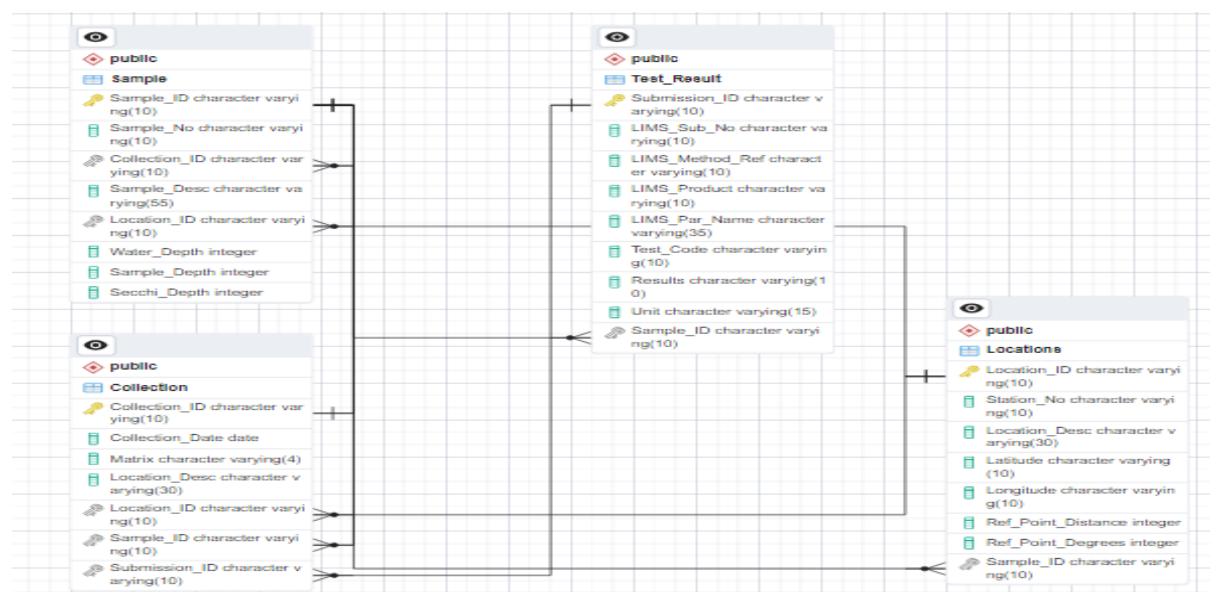 public
Sample
Sample_ID character varyi
ng(10)
Sample_No character varyi
ng(10)
Collection_ID character var
ying(10)
Sample_Desc character va
rying(55)
Location_ID character varyi
ng(10)
Water_Depth integer
Sample_Depth integer
Secchi_Depth integer
public
Collection
Collection_ID character var
ying(10)
Collection_Date date
Matrix character varying(4)
Location_Desc character v
arying(30)
Location_ID character varyi
ng(10)
Sample_ID character varyi
ng(10)
Submission_ID character v
arying(10)
public
Test_Result
Submission_ID character v
arying(10)
LIMS_Sub_No character va
rying(10)
LIMS_Method_Ref charact
er varying(10)
LIMS_Product character va
rying(10)
LIMS_Par_Name character
varying(35)
Test_Code character varyin
g(10)
Results character varying(1
0)
Unit character varying(15)
Sample_ID character varyi
ng(10)
public
Locations
Location_ID character varyi
ng(10)
Station_No character varyi
ng(10)
Location_Desc character v
arying(30)
Latitude character varying
(10)
Longitude character varyin
g(10)
Ref_Point_Distance integer
Ref_Point_Degrees integer
Sample_ID character varyi
ng(10)